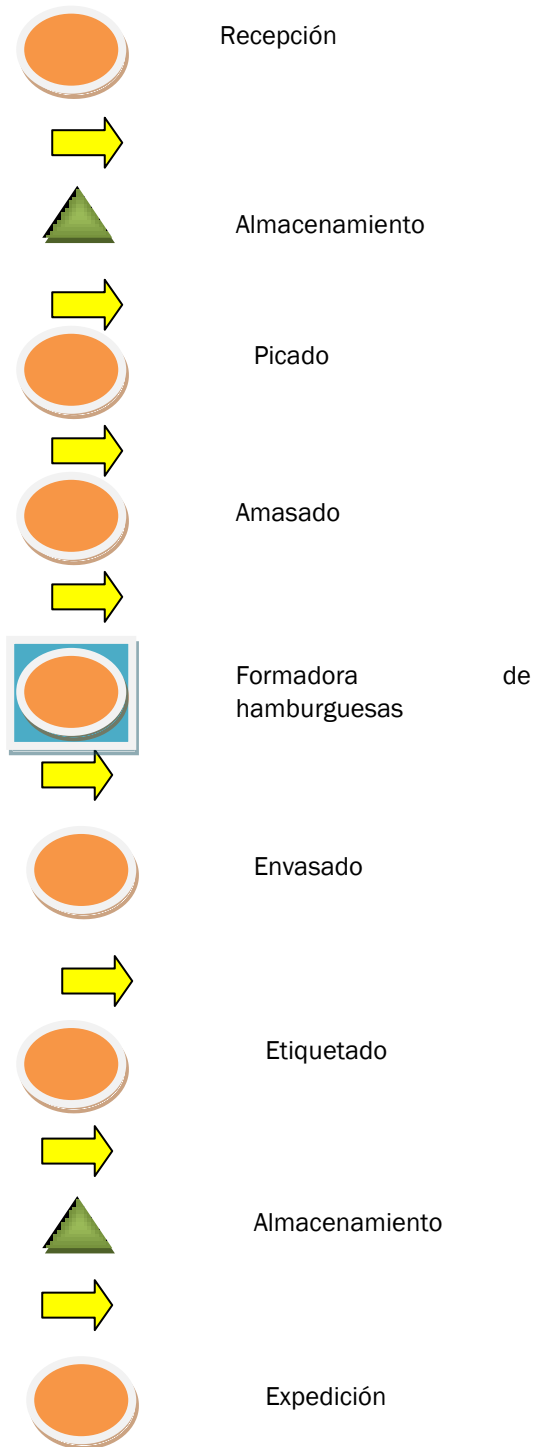 Recepción
Almacenamiento
Picado
Amasado
Formadora de
hamburguesas
Envasado
Etiquetado
Almacenamiento
Expedición